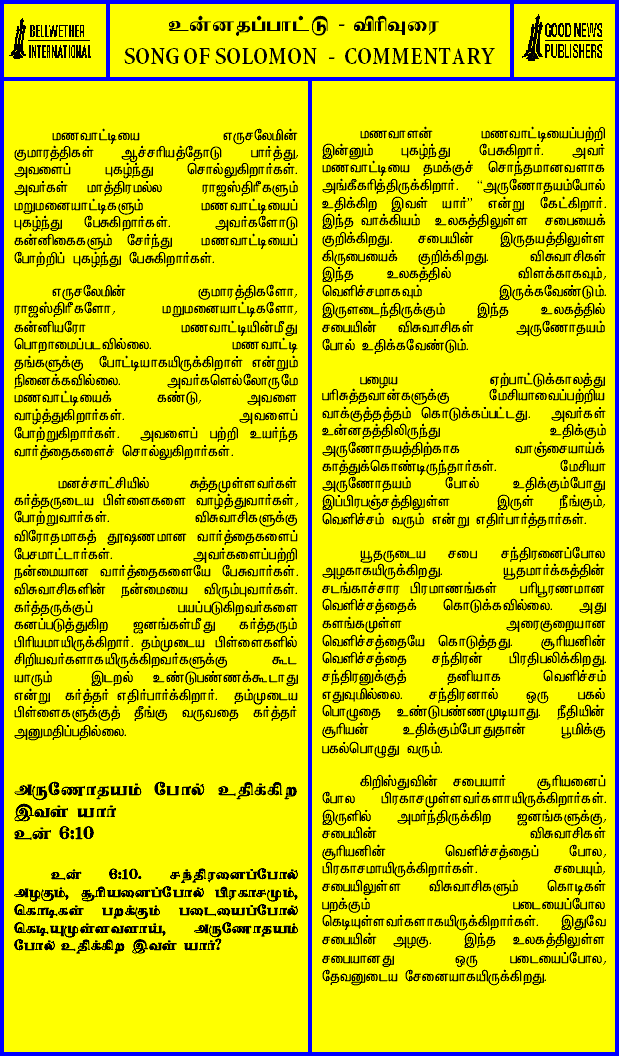 BELLWETHER
INTERNATIONAL
உன்னதப்பாட்டு - விரிவுரை
SONG OF SOLOMON - COMMENTARY
GOOD NEWS
PUBLISHERS
மணவாட்டியை எருசலேமின்
குமாரத்திகள் ஆச்சரியத்தோடு பார்த்து,
அவளைப் புகழ்ந்து சொல்லுகிறார்கள்.
அவர்கள் மாத்திரமல்ல ராஜஸ்திரீகளும்
மறுமனையாட்டிகளும் மணவாட்டியைப்
புகழ்ந்து பேசுகிறார்கள். அவர்களோடு
கன்னிகைகளும் சேர்ந்து மணவாட்டியைப்
போற்றிப் புகழ்ந்து பேசுகிறார்கள்.
எருசலேமின் குமாரத்திகளோ,
ராஜஸ்திரீகளோ, மறுமனையாட்டிகளோ,
கன்னியரோ மணவாட்டியின்மீது
பொறாமைப்படவில்லை. மணவாட்டி
தங்களுக்கு போட்டியாகயிருக்கிறாள் என்றும்
நினைக்கவில்லை. அவர்களெல்லோருமே
மணவாட்டியைக் கண்டு, அவளை
வாழ்த்துகிறார்கள். அவளைப்
போற்றுகிறார்கள். அவளைப் பற்றி உயர்ந்த
வார்த்தைகளைச் சொல்லுகிறார்கள்.
மனச்சாட்சியில் சுத்தமுள்ளவர்கள்
கர்த்தருடைய பிள்ளைகளை வாழ்த்துவார்கள்,
போற்றுவார்கள். விசுவாசிகளுக்கு
விரோதமாகத் தூஷணமான வார்த்தைகளைப்
பேசமாட்டார்கள். அவர்களைப்பற்றி
நன்மையான வார்த்தைகளையே பேசுவார்கள்.
விசுவாசிகளின் நன்மையை விரும்புவார்கள்.
கர்த்தருக்குப் பயப்படுகிறவர்களை
கனப்படுத்துகிற ஜனங்கள்மீது கர்த்தரும்
பிரியமாயிருக்கிறார். தம்முடைய பிள்ளைகளில்
சிறியவர்களாகயிருக்கிறவர்களுக்கு கூட
யாரும் இடறல் உண்டுபண்ணக்கூடாது
என்று கர்த்தர் எதிர்பார்க்கிறார். தம்முடைய
பிள்ளைகளுக்குத் தீங்கு வருவதை கர்த்தர்
அனுமதிப்பதில்லை.
அருணோதயம் போல் உதிக்கிற
இவள் யார்
உன் 6:10
உன் 6:10. சந்திரனைப்போல்
அழகும், சூரியனைப்போல் பிரகாசமும்,
கொடிகள் பறக்கும் படையைப்போல்
கெடியுமுள்ளவளாய், அருணோதயம்
போல் உதிக்கிற இவள் யார்?
மணவாளன் மணவாட்டியைப்பற்றி
இன்னும் புகழ்ந்து பேசுகிறார். அவர்
மணவாட்டியை தமக்குச் சொந்தமானவளாக
அங்கீகரித்திருக்கிறார். "அருணோதயம்போல்
உதிக்கிற இவள் யார்" என்று கேட்கிறார்.
இந்த வாக்கியம் உலகத்திலுள்ள சபையைக்
குறிக்கிறது. சபையின் இருதயத்திலுள்ள
கிருபையைக் குறிக்கிறது. விசுவாசிகள்
இந்த உலகத்தில் விளக்காகவும்,
வெளிச்சமாகவும் இருக்கவேண்டும்.
இருளடைந்திருக்கும் இந்த உலகத்தில்
சபையின் விசுவாசிகள் அருணோதயம்
போல் உதிக்கவேண்டும்.
பழைய ஏற்பாட்டுக்காலத்து
பரிசுத்தவான்களுக்கு மேசியாவைப்பற்றிய
வாக்குத்தத்தம் கொடுக்கப்பட்டது. அவர்கள்
உன்னதத்திலிருந்து உதிக்கும்
அருணோதயத்திற்காக வாஞ்சையாய்க்
காத்துக்கொண்டிருந்தார்கள். மேசியா
அருணோதயம் போல் உதிக்கும்போது
இப்பிரபஞ்சத்திலுள்ள இருள் நீங்கும்,
வெளிச்சம் வரும் என்று எதிர்பார்த்தார்கள்.
யூதருடைய சபை சந்திரனைப்போல
அழகாகயிருக்கிறது. யூதமார்க்கத்தின்
சடங்காச்சார பிரமாணங்கள் பரிபூரணமான
வெளிச்சத்தைக் கொடுக்கவில்லை. அது
களங்கமுள்ள அரைகுறையான
வெளிச்சத்தையே கொடுத்தது. சூரியனின்
வெளிச்சத்தை சந்திரன் பிரதிபலிக்கிறது.
சந்திரனுக்குத் தனியாக வெளிச்சம்
எதுவுமில்லை. சந்திரனால் ஒரு பகல்
பொழுதை உண்டுபண்ணமுடியாது. நீதியின்
சூரியன் உதிக்கும்போதுதான் பூமிக்கு
பகல்பொழுது வரும்.
கிறிஸ்துவின் சபையார் சூரியனைப்
போல பிரகாசமுள்ளவர்களாயிருக்கிறார்கள்.
இருளில் அமர்ந்திருக்கிற ஜனங்களுக்கு,
சபையின் விசுவாசிகள்
சூரியனின் வெளிச்சத்தைப் போல,
பிரகாசமாயிருக்கிறார்கள். சபையும்,
சபையிலுள்ள விசுவாசிகளும் கொடிகள்
பறக்கும் படையைப்போல
கெடியுள்ளவர்களாகயிருக்கிறார்கள். இதுவே
சபையின் அழகு. இந்த உலகத்திலுள்ள
சபையானது ஒரு படையைப்போல,
தேவனுடைய சேனையாகயிருக்கிறது.